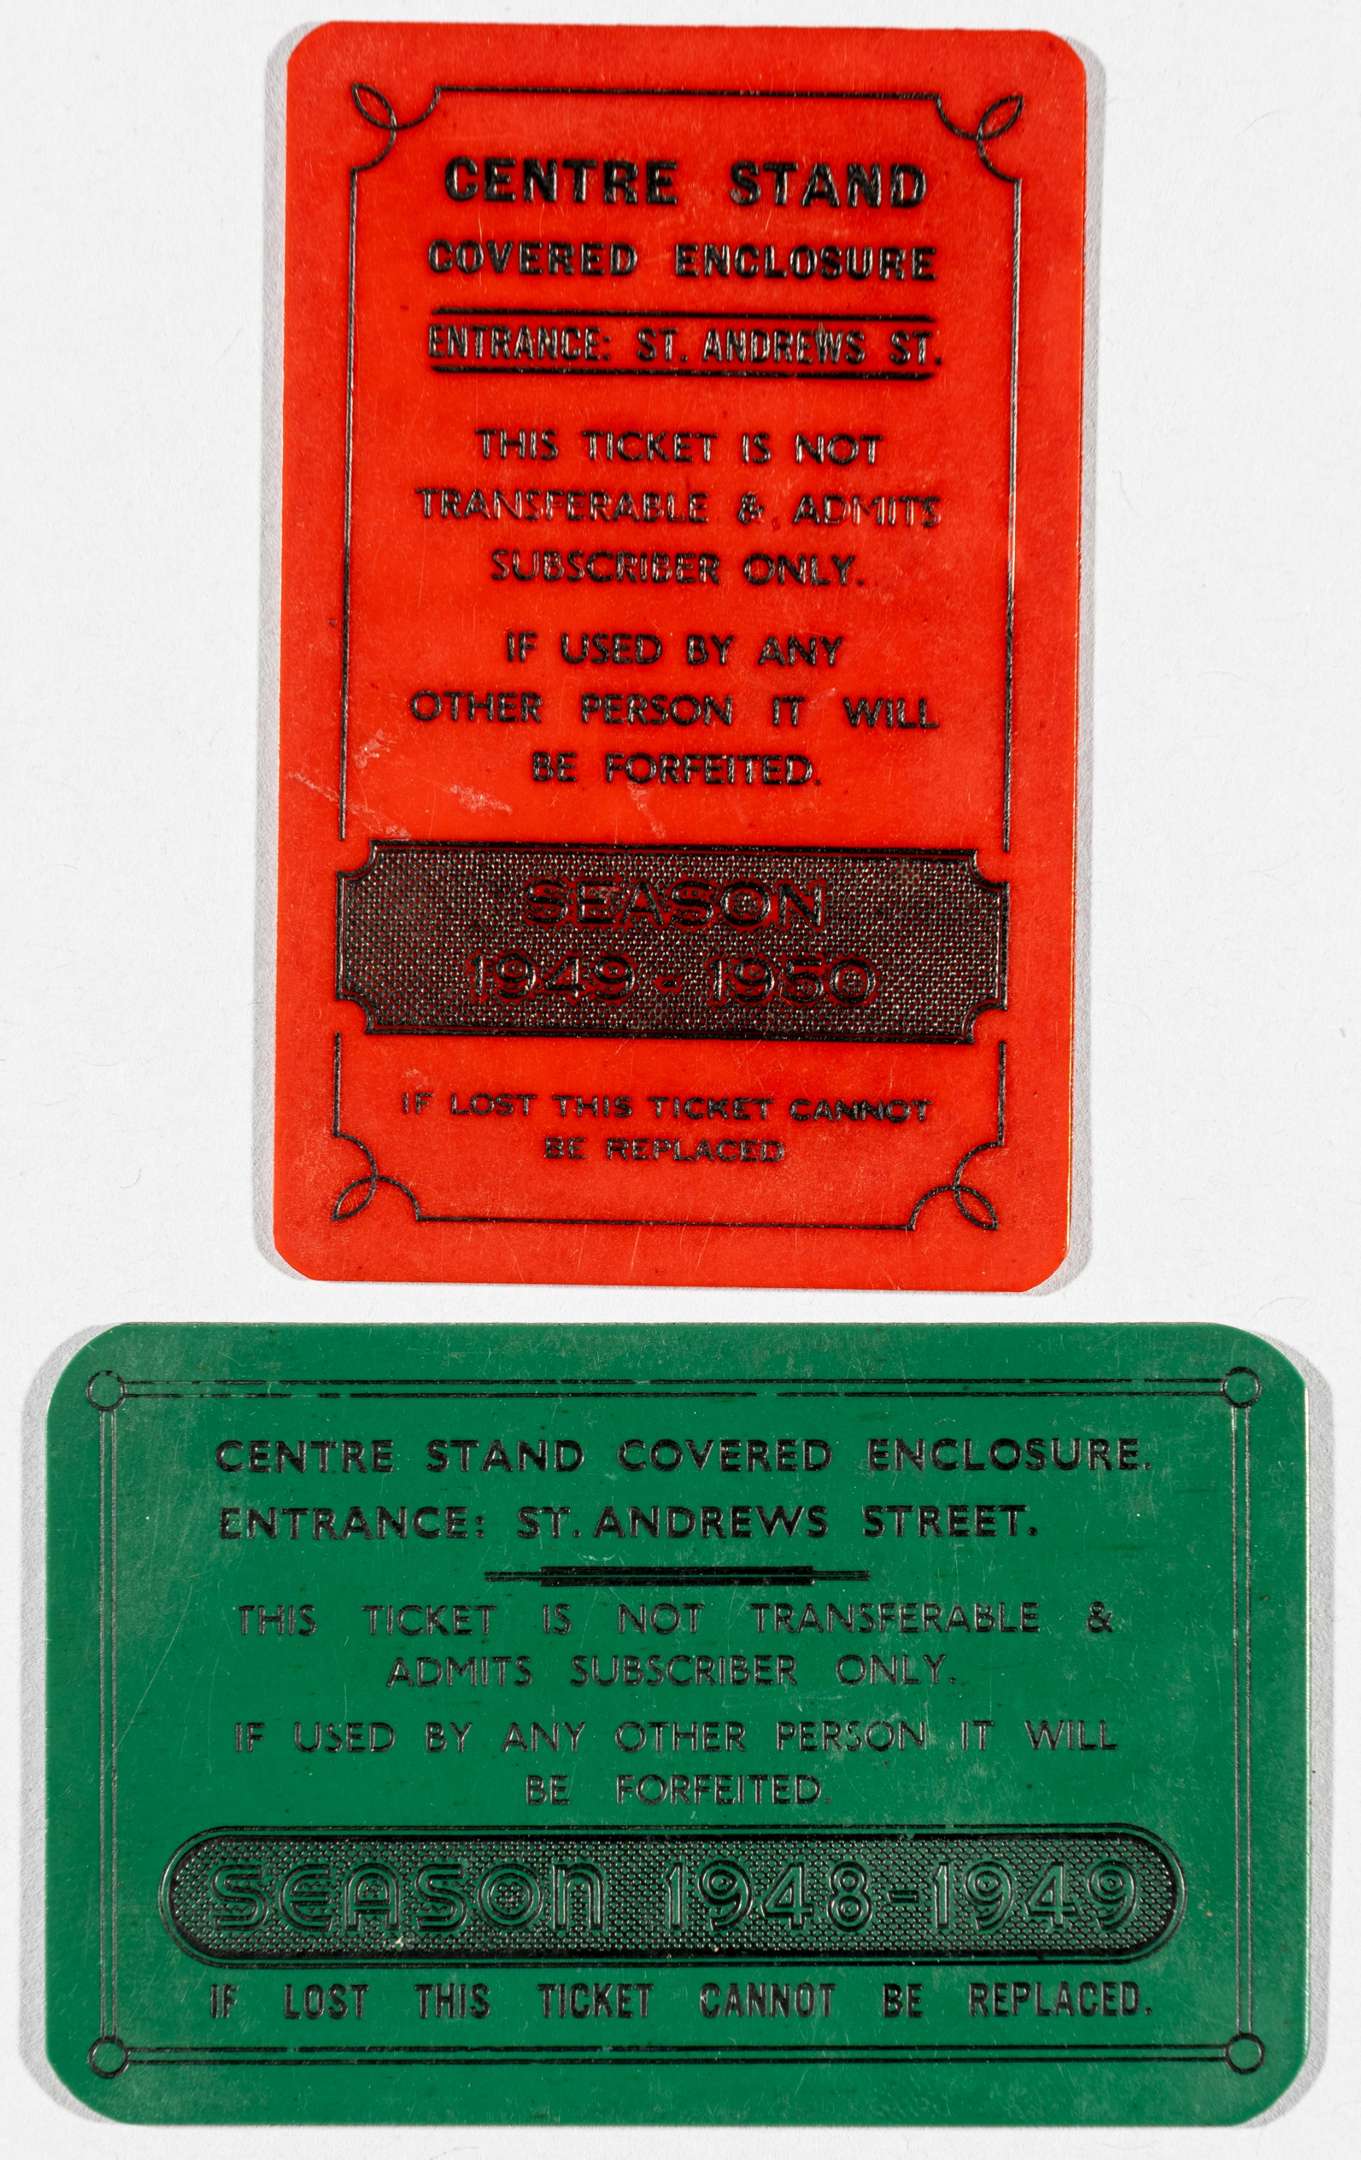 CENTRE STAND
COVERED ENCLOSURE
ENTRANCE: ST. ANDREWS ST.
THIS TICKET IS NOT
TRANSFERABLE & ADMITS
SUBSCRIBER ONLY.
IF USED BY ANY
OTHER PERSON IT WILL
BE FORFEITED.
SEASON
1949 - 1950
IF LOST THIS TICKET CANNOT
BE REPLACED
CENTRE STAND COVERED ENCLOSURE.
ENTRANCE: ST. ANDREWS STREET.
THIS TICKET IS NOT TRANSFERABLE &
ADMITS SUBSCRIBER ONLY.
IF USED BY ANY OTHER PERSON IT WILL
BE FORFEITED.
SEASON 1948-1949
IF LOST THIS TICKET CANNOT BE REPLACED.